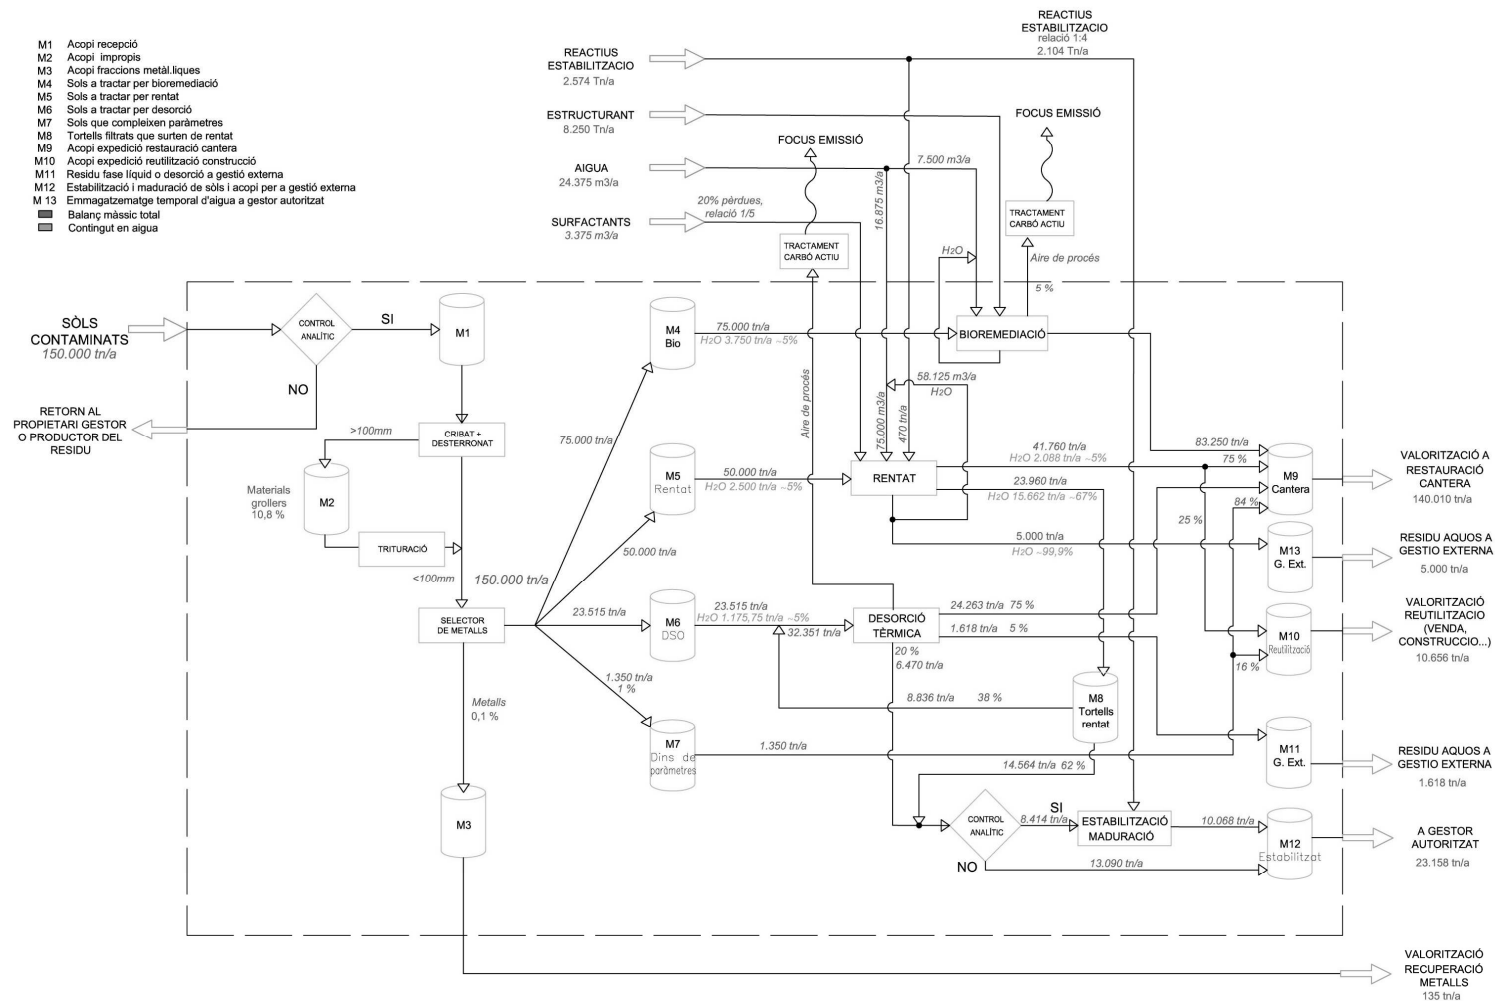 M1 Acopi recepció
M2 Acopi impropis
M3 Acopi fraccions metàl.liques
M4 Sols a tractar per bioremediació
M5 Sols a tractar per rentat
M6 Sols a tractar per desorció
M7 Sols que compleixen paràmetres
M8 Tortells filtrats que surten de rentat
M9 Acopi expedició restauració cantera
M10 Acopi expedició reutilització construcció
M11 Residu fase líquid o desorció a gestió externa
M12 Estabilització i maduració de sòls i acopi per a gestió externa
M 13 Emmagatzematge temporal d'aigua a gestor autoritzat
Balanç màssic total
Contingut en aigua
REACTIUS
ESTABILITZACIO
2.574 Tn/a
ESTRUCTURANT
8.250 Tn/a
AIGUA
24.375 m3/a
SURFACTANTS
3.375 m3/a
20% pèrdues,
relació 1/5
REACTIUS
ESTABILITZACIO
relació 1:4
2.104 Tn/a
FOCUS EMISSIÓ
FOCUS EMISSIÓ
7.500 m3/a
16.875 m3/a
TRACTAMENT
CARBÓ ACTIU
TRACTAMENT
CARBÓ ACTIU
H2O
Aire de procés
5 %
SÒLS
CONTAMINATS
150.000 tn/a
CONTROL
ANALÍTIC
SI
NO
M1
RETORN AL
PROPIETARI GESTOR
O PRODUCTOR DEL
RESIDU
CRIBAT +
DESTERRONAT
>100mm
Materials
grollers
10,8 %
M2
TRITURACIÓ
<100mm
150.000 tn/a
SELECTOR
DE METALLS
Metalls
0,1 %
M3
75.000 tn/a
50.000 tn/a
23.515 tn/a
1.350 tn/a
1 %
M4
Bio
75.000 tn/a
H2O 3.750 tn/a ~5%
BIOREMEDIACIÓ
58.125 m3/a
H2O
Aire de procés
75.000 m3/a
470 tn/a
M5
Rentat
50.000 tn/a
H2O 2.500 tn/a ~5%
RENTAT
41.760 tn/a
H2O 2.088 tn/a ~5%
23.960 tn/a
H2O 15.662 tn/a ~67%
5.000 tn/a
H2O ~99,9%
83.250 tn/a
75 %
84 %
25 %
M9
Cantera
VALORITZACIÓ A
RESTAURACIÓ
CANTERA
140.010 tn/a
M13
G. Ext.
RESIDU AQUOS A
GESTIO EXTERNA
5.000 tn/a
M6
DSO
23.515 tn/a
H2O 1.175,75 tn/a ~5%
32.351 tn/a
DESORCIÓ
TÈRMICA
24.263 tn/a 75 %
1.618 tn/a 5 %
20 %
6.470 tn/a
M10
Reutilització
16 %
VALORITZACIÓ
REUTILITZACIÓ
(VENDA,
CONSTRUCCIO...)
10.656 tn/a
8.836 tn/a 38 %
M8
Tortells
rentat
M7
Dins de
paràmetres
1.350 tn/a
14.564 tn/a 62 %
M11
G. Ext.
RESIDU AQUOS A
GESTIO EXTERNA
1.618 tn/a
CONTROL
ANALÍTIC
SI
8.414 tn/a
NO
ESTABILITZACIÓ
MADURACIÓ
10.068 tn/a
13.090 tn/a
M12
Estabilitzat
A GESTOR
AUTORITZAT
23.158 tn/a
VALORITZACIÓ
RECUPERACIÓ
METALLS
135 tn/a